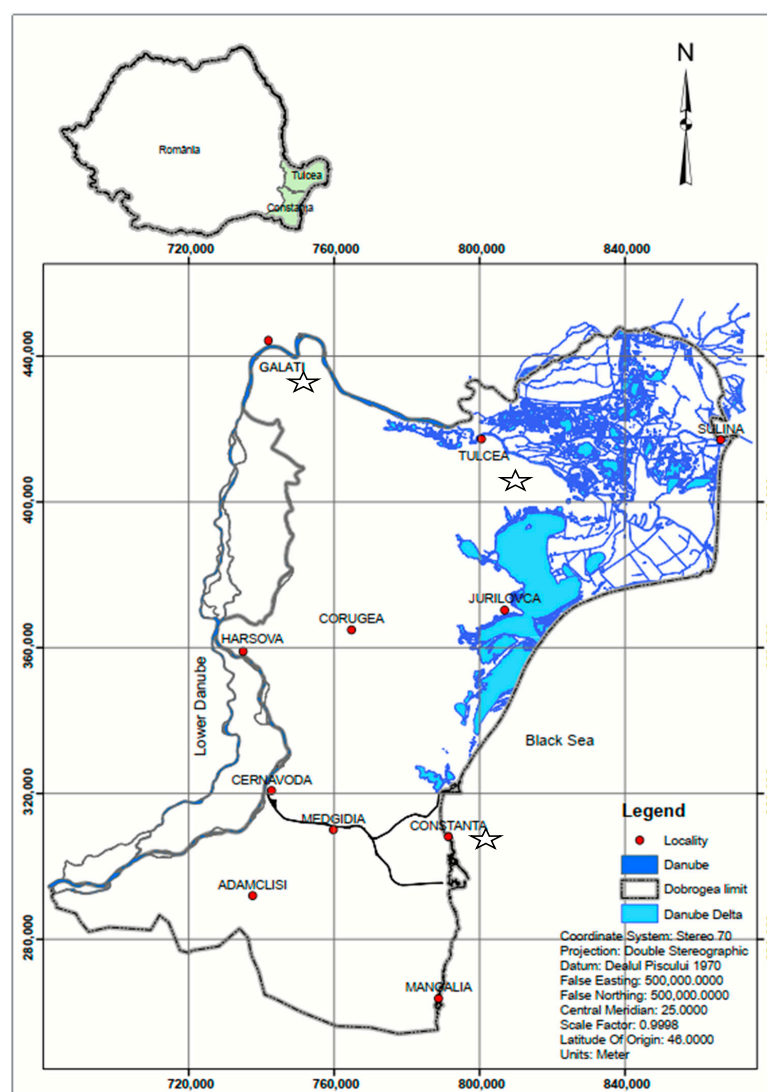 N
România
Tulcea
Constanța
720,000 760,000 800,000 840,000
440,000
GALATI
SULINA
TULCEA
400,000
JURILOVCA
CORUGEA
HARSOVA
360,000
Lower Danube
Black Sea
CERNAVODA
320,000
MEDGIDIA
CONSTANTA
ADAMCLISI
280,000
MANGALIA
Legend
Locality
Danube
Dobrogea limit
Danube Delta
Coordinate System: Stereo 70
Projection: Double Stereographic
Datum: Dealul Piscului 1970
False Easting: 500,000.0000
False Northing: 500,000.0000
Central Meridian: 25.0000
Scale Factor: 0.9998
Latitude Of Origin: 46.0000
Units: Meter
720,000 760,000 800,000 840,000